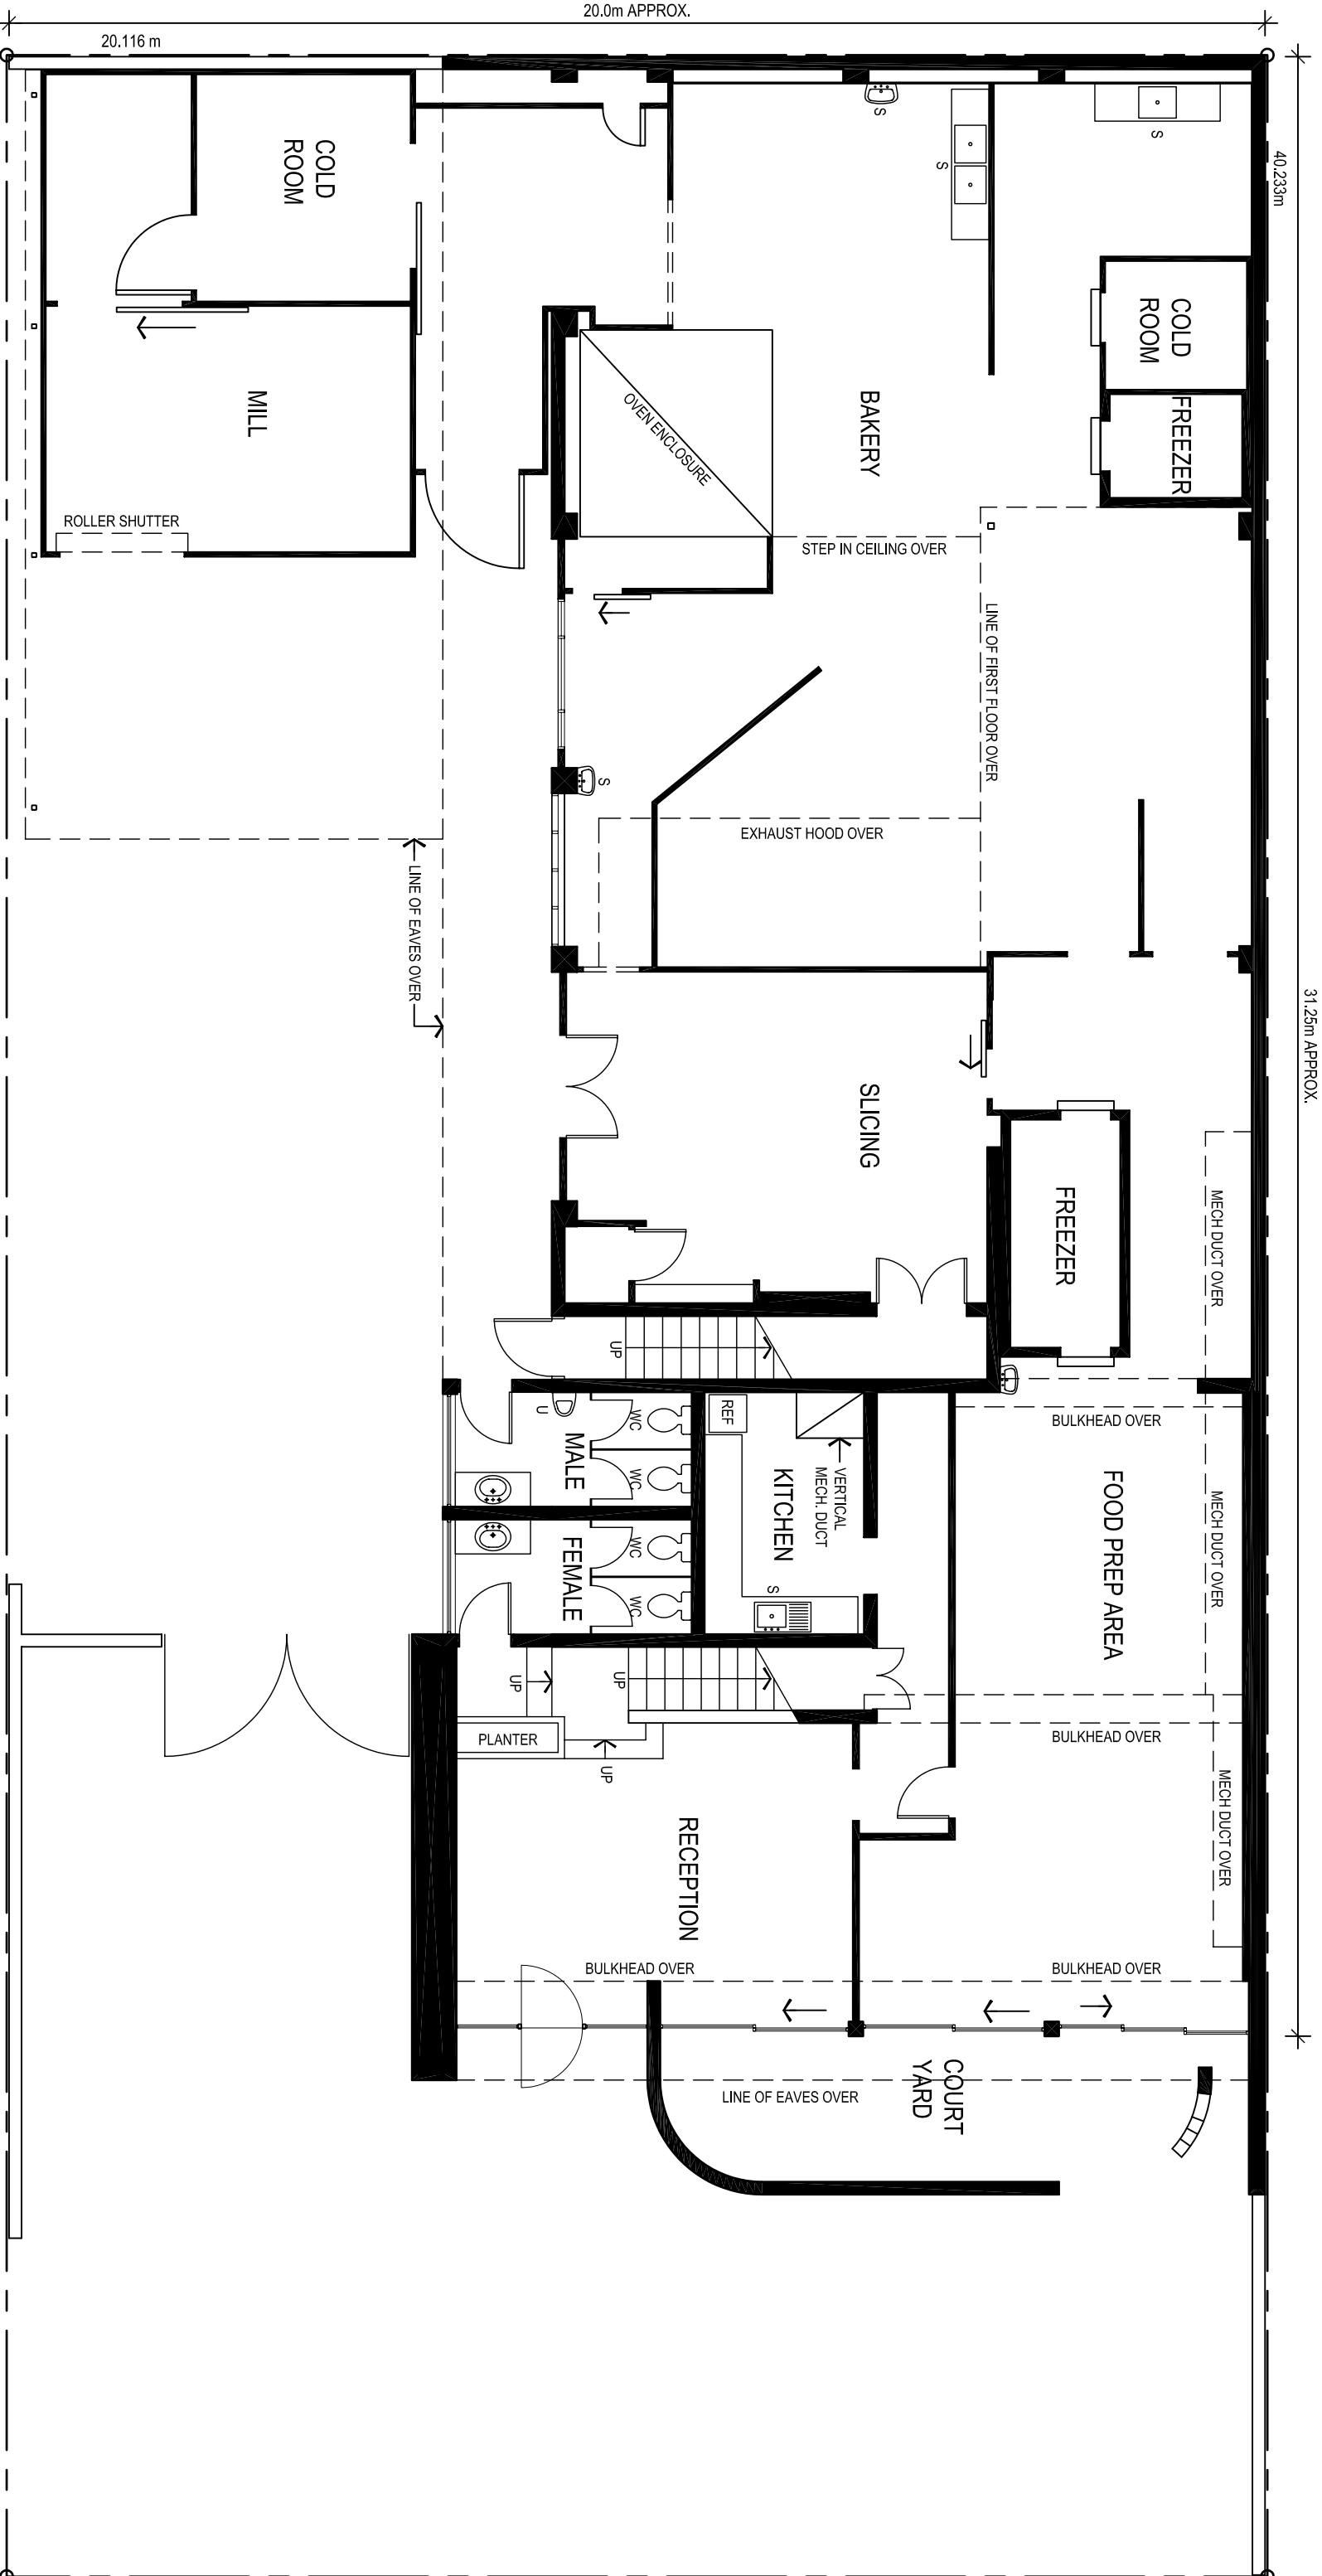 20.0m APPROX.
20.116 m
40.233m
COLD
ROOM
S
S
S
COLD
ROOM
FREEZER
MILL
BAKERY
OVEN ENCLOSURE
ROLLER SHUTTER
STEP IN CEILING OVER
LINE OF FIRST FLOOR OVER
S
EXHAUST HOOD OVER
LINE OF EAVES OVER
31.25m APPROX.
SLICING
FREEZER
MECH DUCT OVER
UP
REF
U
WC
MALE
WC
BULKHEAD OVER
VERTICAL
MECH. DUCT
KITCHEN
FOOD PREP AREA
MECH DUCT OVER
WC
FEMALE
WC
S
UP
UP
PLANTER
UP
BULKHEAD OVER
MECH DUCT OVER
RECEPTION
BULKHEAD OVER
BULKHEAD OVER
COURT
YARD
LINE OF EAVES OVER